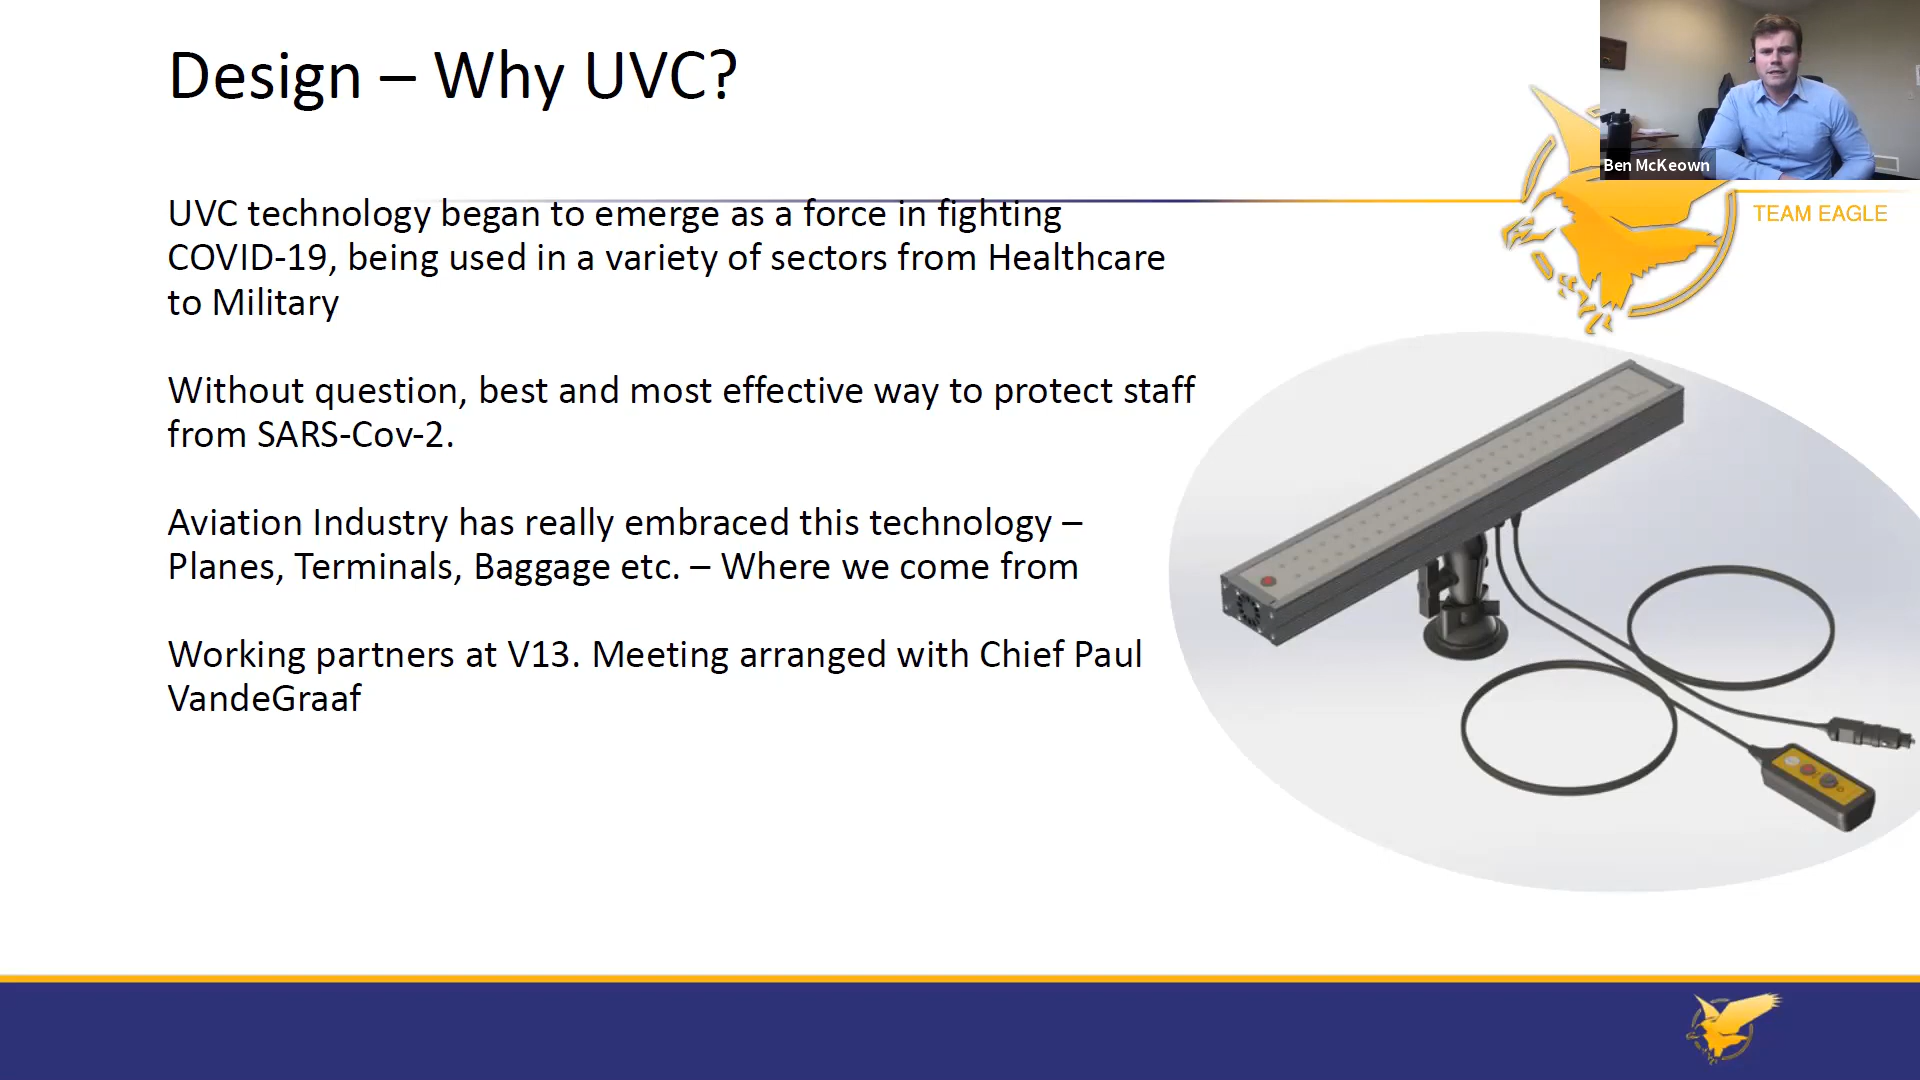 Design – Why UVC?
Ben McKeown
TEAM EAGLE
UVC technology began to emerge as a force in fighting
COVID-19, being used in a variety of sectors from Healthcare
to Military
Without question, best and most effective way to protect staff
from SARS-Cov-2.
Aviation Industry has really embraced this technology –
Planes, Terminals, Baggage etc. – Where we come from
Working partners at V13. Meeting arranged with Chief Paul
VandeGraaf